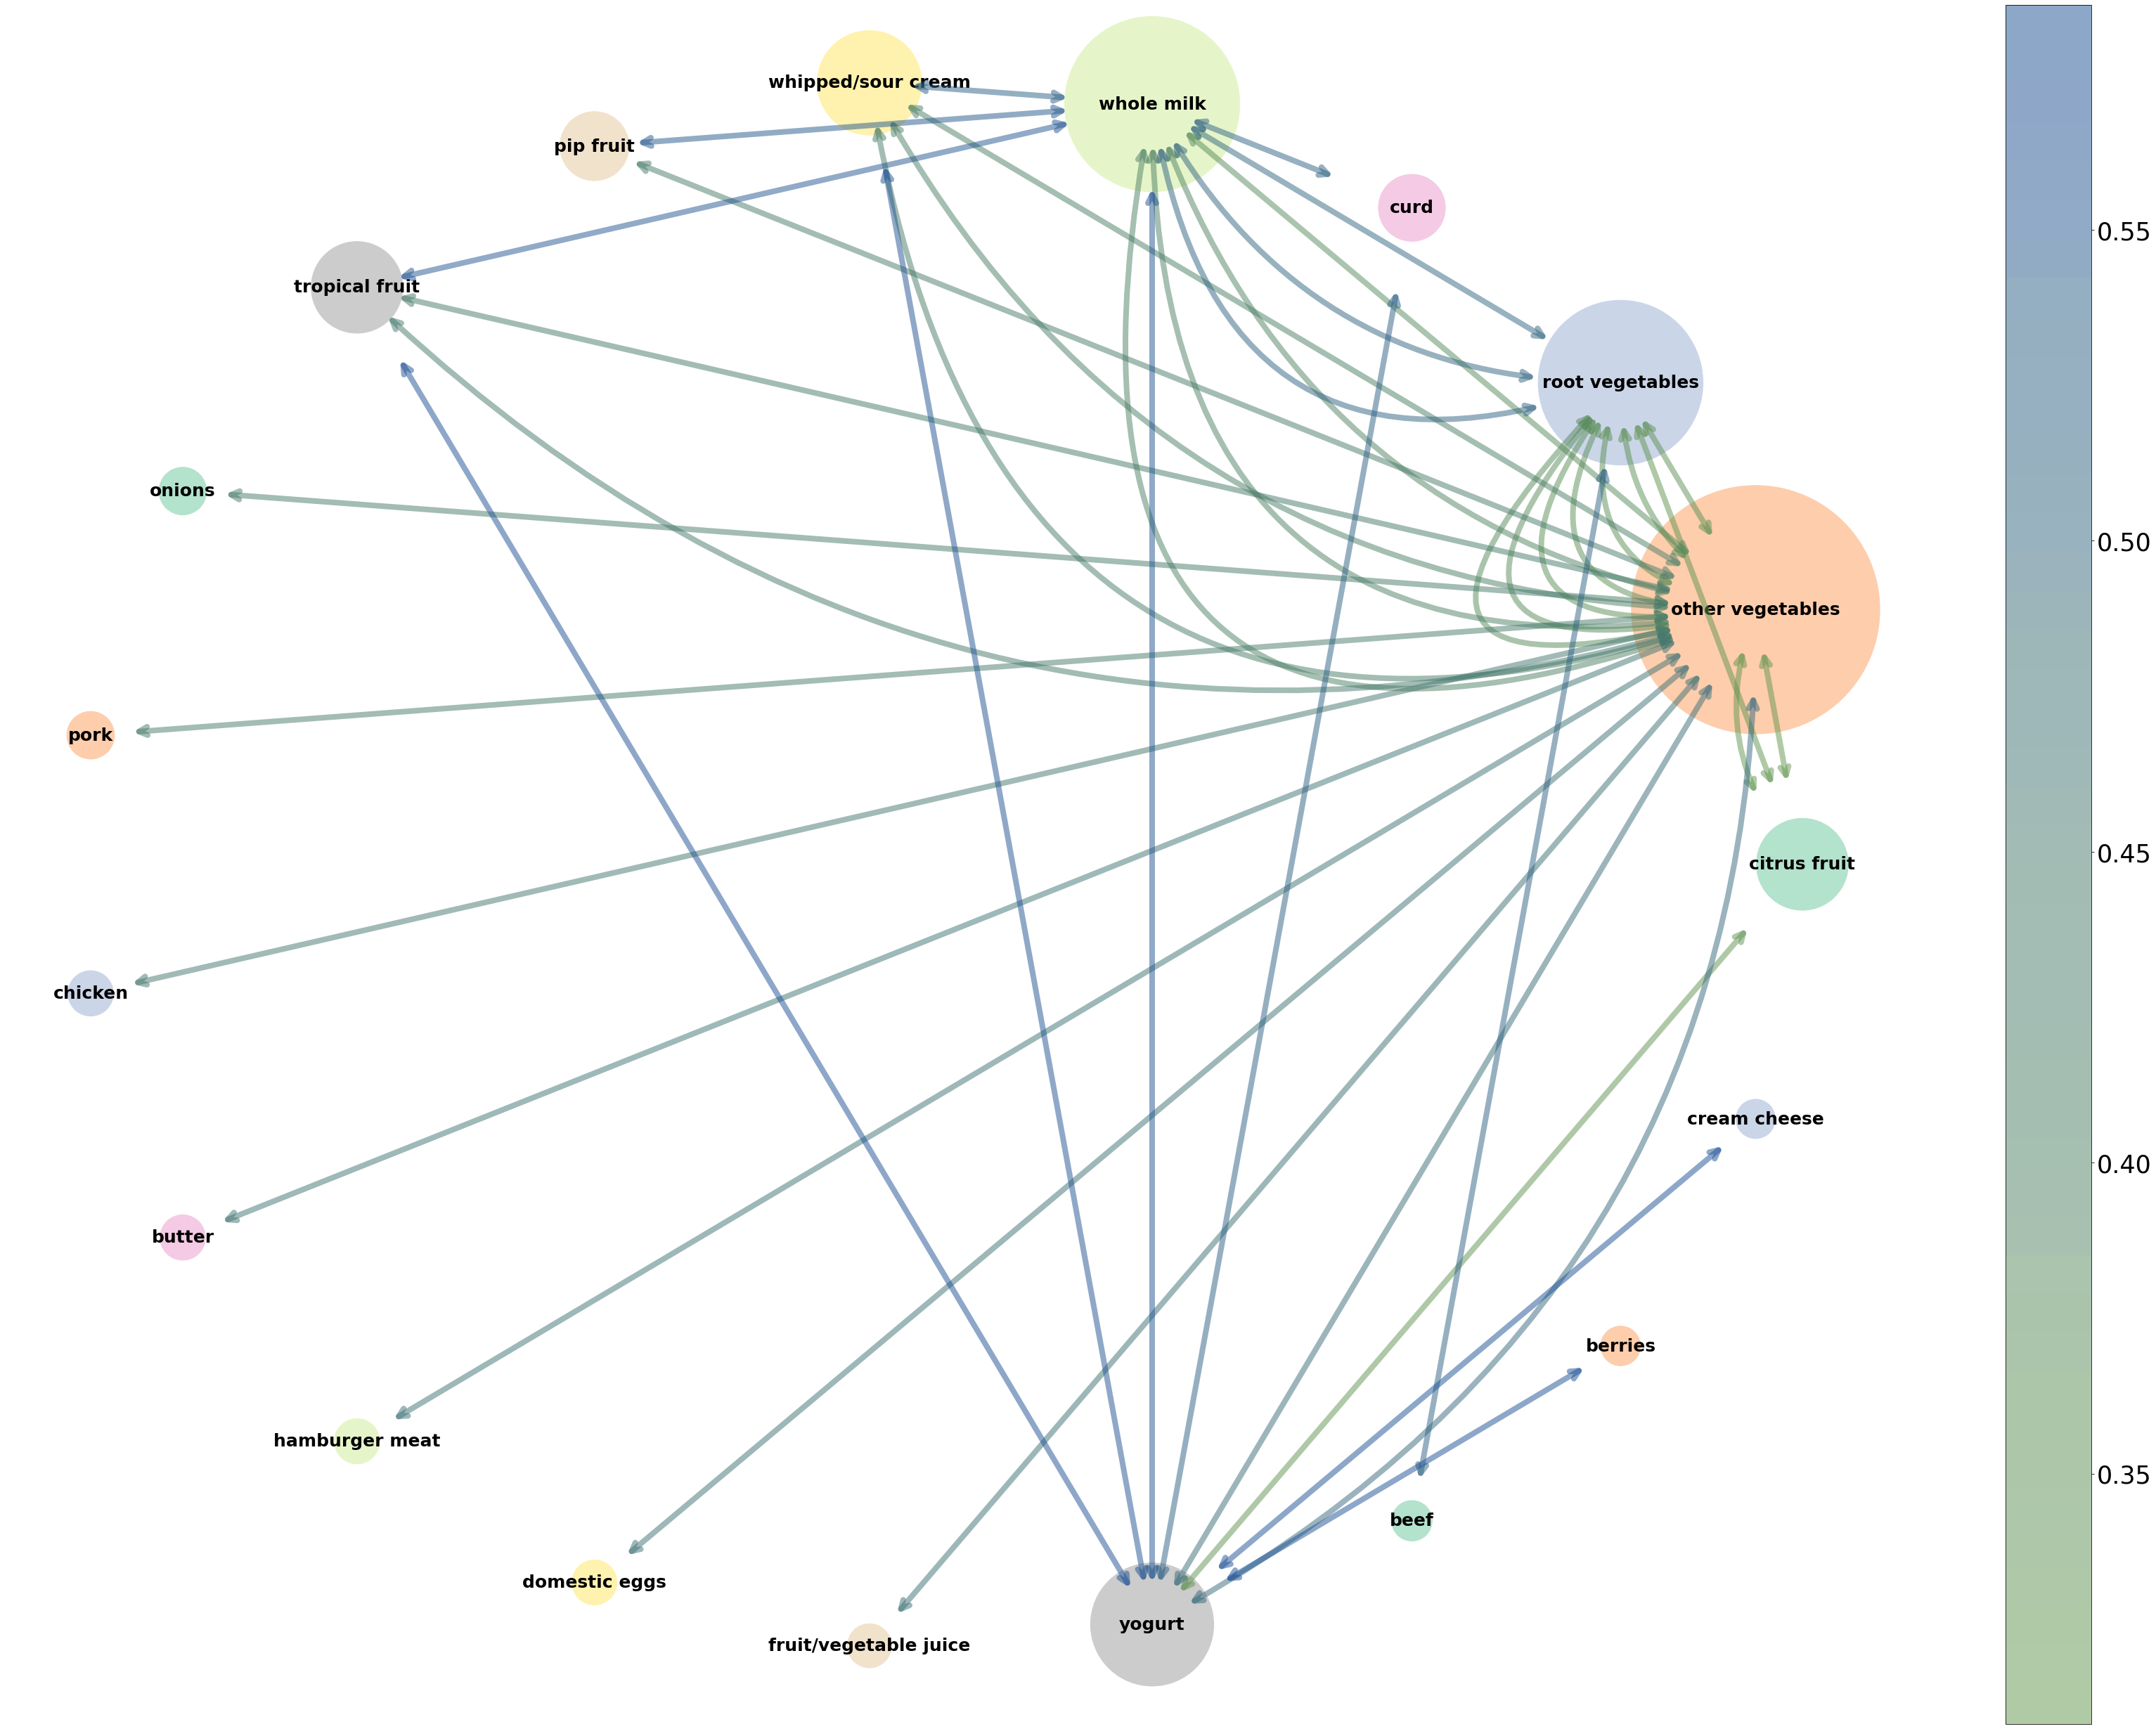 whipped/sour cream
whole milk
pip fruit
curd
tropical fruit
root vegetables
onions
other vegetables
pork
citrus fruit
chicken
cream cheese
butter
berries
hamburger meat
beef
domestic eggs
yogurt
fruit/vegetable juice
0.55
0.50
0.45
0.40
0.35